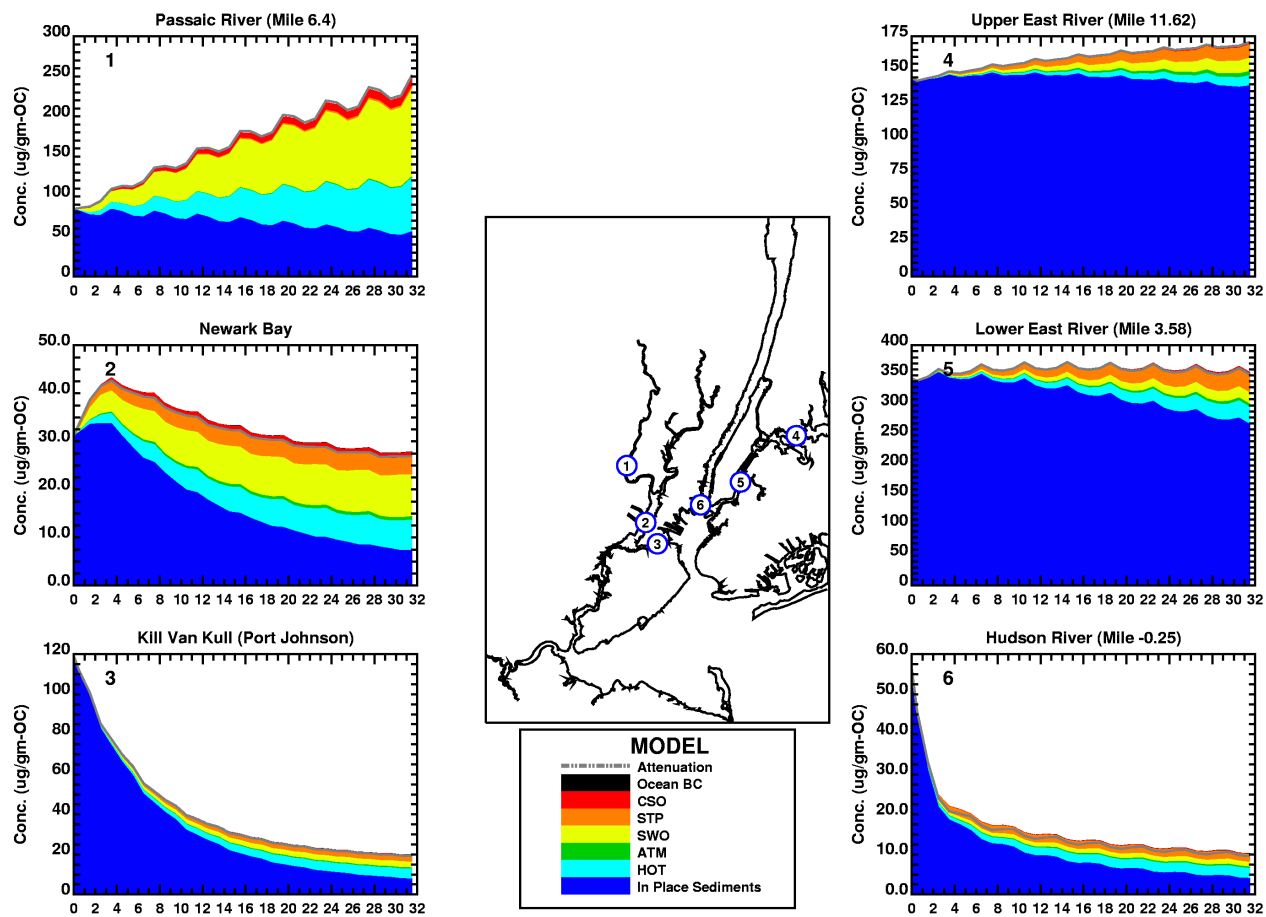 Passaic River (Mile 6.4)
1
Conc. (ug/gm-OC)
300
250
200
150
100
50
0
0 2 4 6 8 10 12 14 16 18 20 22 24 26 28 30 32
Newark Bay
2
Conc. (ug/gm-OC)
50.0
40.0
30.0
20.0
10.0
0.0
0 2 4 6 8 10 12 14 16 18 20 22 24 26 28 30 32
Kill Van Kull (Port Johnson)
3
Conc. (ug/gm-OC)
120
100
80
60
40
20
0
0 2 4 6 8 10 12 14 16 18 20 22 24 26 28 30 32
1
2
3
4
5
6
MODEL
Attenuation
Ocean BC
CSO
STP
SWO
ATM
HOT
In Place Sediments
Upper East River (Mile 11.62)
4
Conc. (ug/gm-OC)
175
150
125
100
75
50
25
0
0 2 4 6 8 10 12 14 16 18 20 22 24 26 28 30 32
Lower East River (Mile 3.58)
5
Conc. (ug/gm-OC)
400
350
300
250
200
150
100
50
0
0 2 4 6 8 10 12 14 16 18 20 22 24 26 28 30 32
Hudson River (Mile -0.25)
6
Conc. (ug/gm-OC)
60.0
50.0
40.0
30.0
20.0
10.0
0.0
0 2 4 6 8 10 12 14 16 18 20 22 24 26 28 30 32